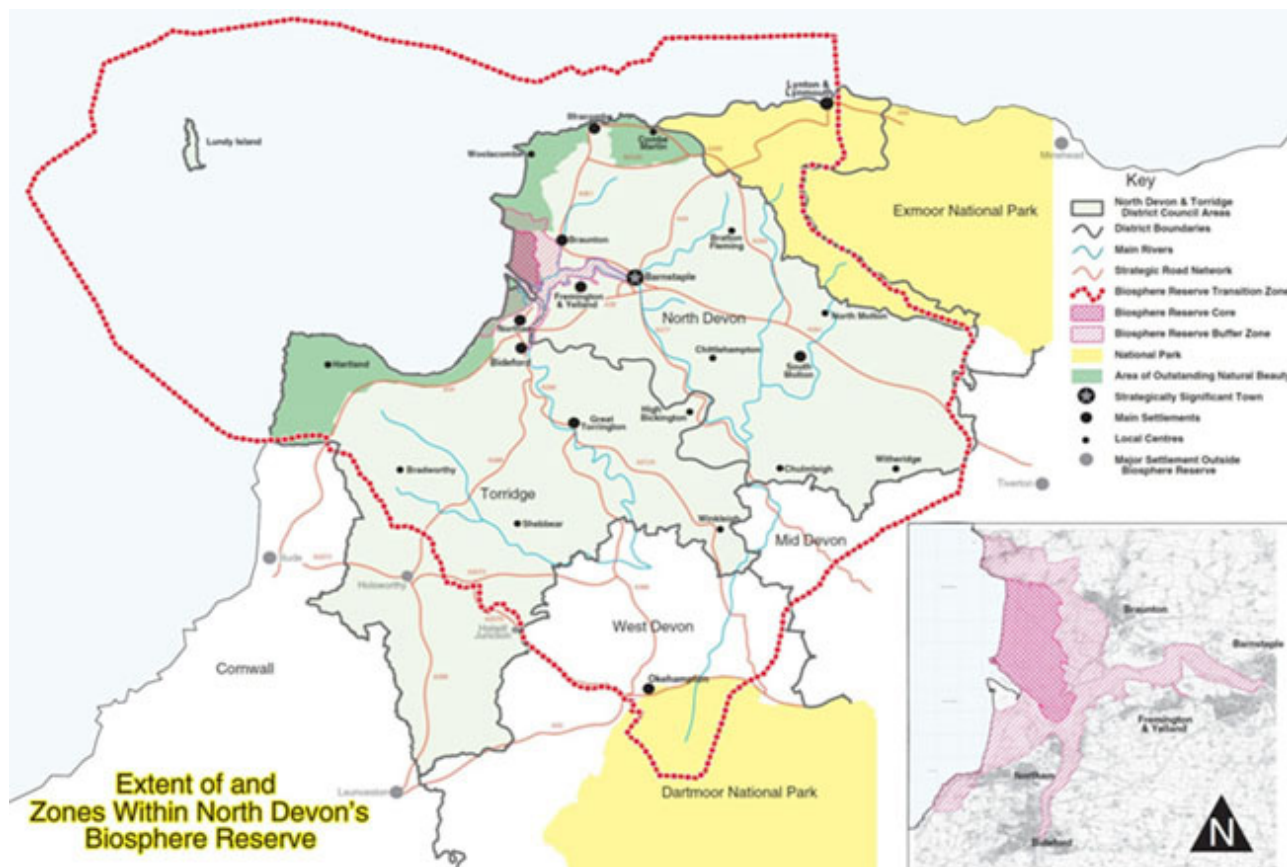 Lynton &
Lynmouth
Ilfracombe
Combe
Martin
Lundy Island
Woolacombe
Minehead
Key
North Devon & Torridge
District Council Areas
District Boundaries
Main Rivers
Strategic Road Network
Biosphere Reserve Transition Zone
Biosphere Reserve Core
Biosphere Reserve Buffer Zone
National Park
Area of Outstanding Natural Beauty
Strategically Significant Town
Main Settlements
Local Centres
Major Settlement Outside
Biosphere Reserve
Exmoor National Park
Braunton
Bratton
Fleming
Barnstaple
Fremington
& Yelland
Northam
North Devon
North Molton
Bideford
Chittlehampton
South
Molton
Hartland
High
Bickington
Great
Torrington
Bradworthy
Chulmleigh
Witheridge
Tiverton
Torridge
Shebbear
Winkleigh
Mid Devon
Bude
Holsworthy
West Devon
Halwill
Junction
Cornwall
Okehampton
Launceston
Dartmoor National Park
Extent of and
Zones Within North Devon's
Biosphere Reserve
Braunton
Barnstaple
Fremington
& Yelland
Northam
Bideford
N